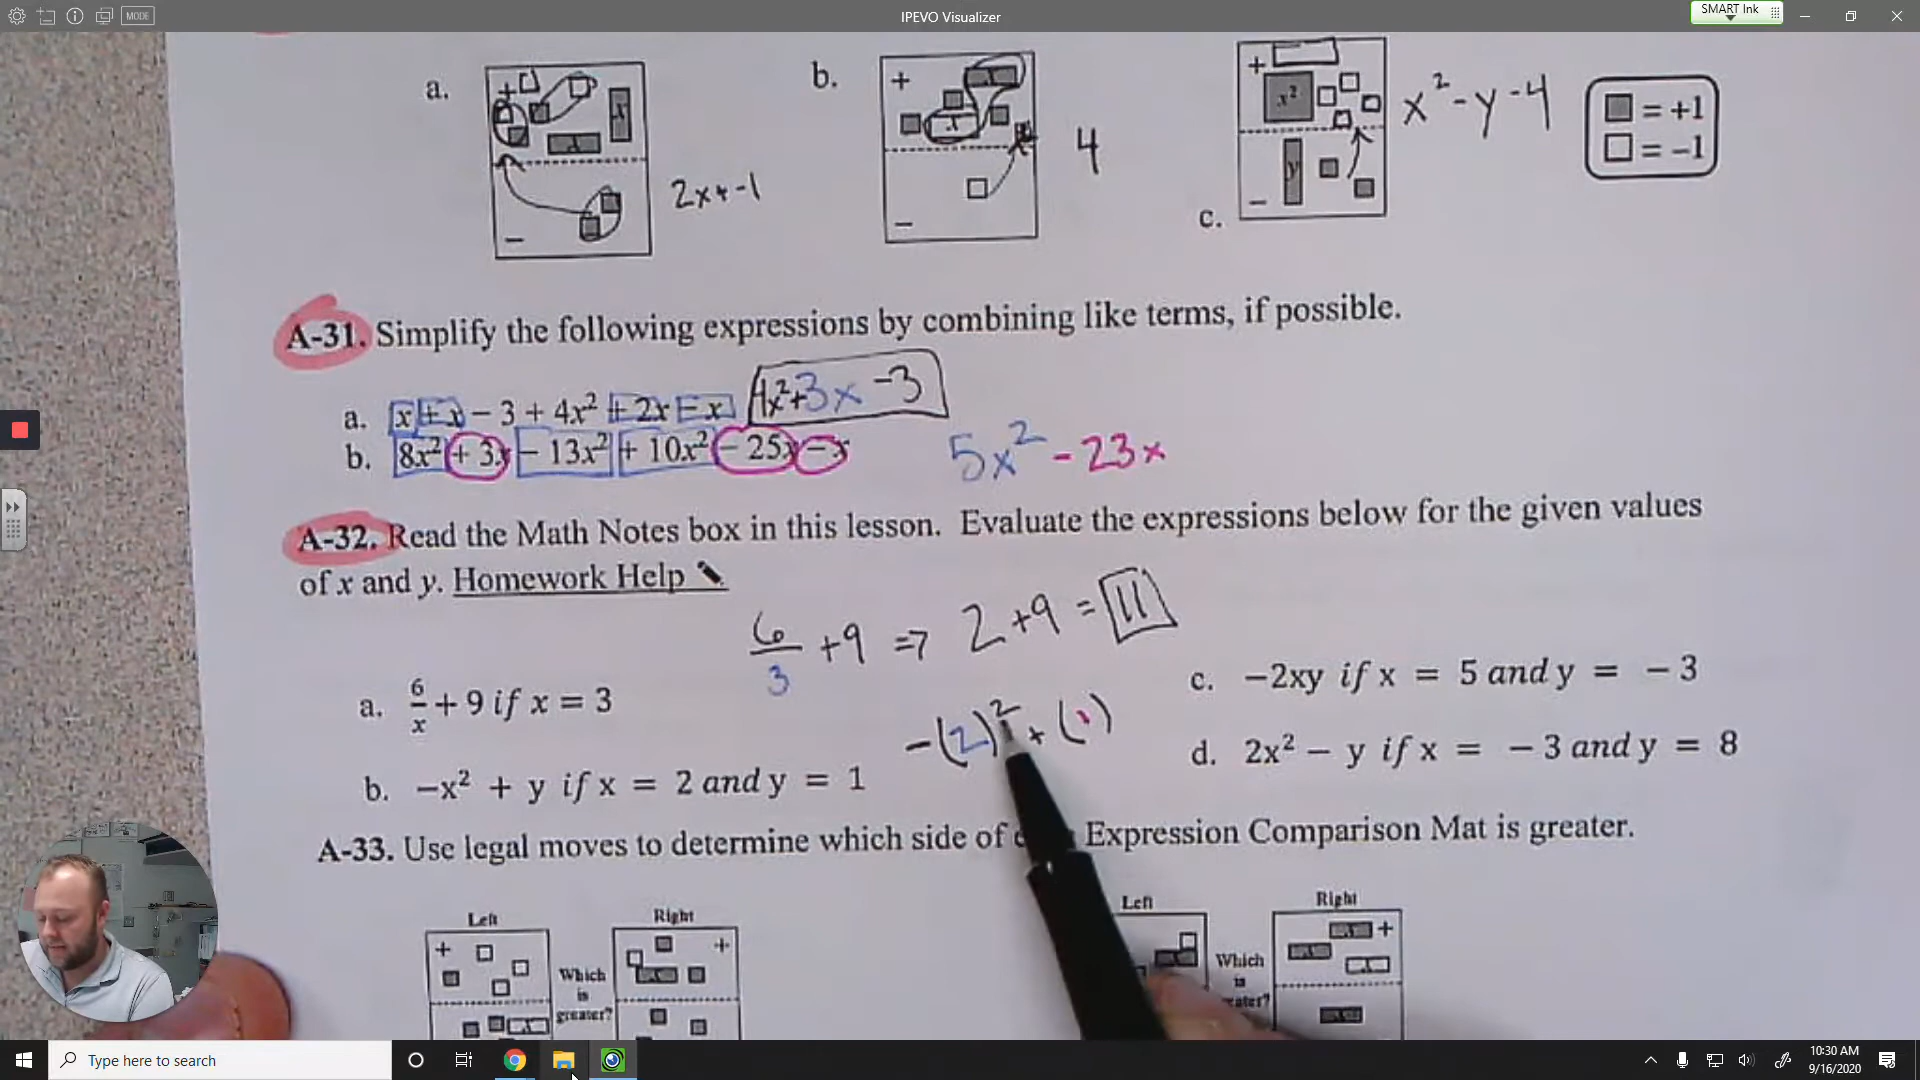 MODE
IPEVO Visualizer
SMART Ink
a.
+
x
x
−
2x+-1
b.
+
x
−
4
c.
+
x²
y
−
x²-y-4
= +1
= −1
A-31. Simplify the following expressions by combining like terms, if possible.
a. x + x − 3 + 4x² + 2x − x
4x²+3x -3
b. 8x² + 3x − 13x² + 10x² − 25x − x
5x² - 23x
A-32. Read the Math Notes box in this lesson. Evaluate the expressions below for the given values
of x and y. Homework Help
6/3 +9 => 2+9 = 11
a. 6/x + 9 if x = 3
-(2)² + (1)
b. −x² + y if x = 2 and y = 1
c. −2xy if x = 5 and y = −3
d. 2x² − y if x = −3 and y = 8
A-33. Use legal moves to determine which side of Expression Comparison Mat is greater.
Left
Right
+
+
Which
is
greater?
Left
Right
+
Which
is
Type here to search
10:30 AM
9/16/2020